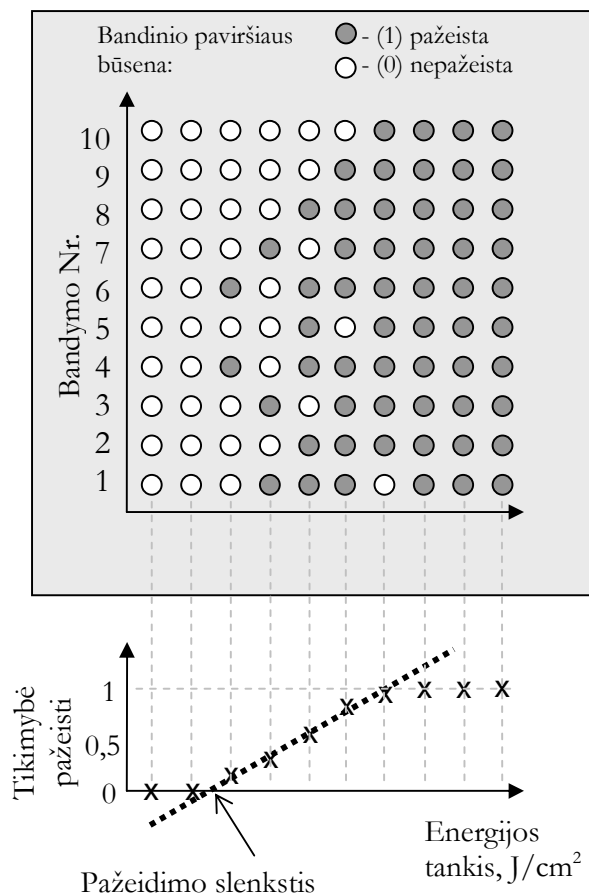 Bandinio paviršiaus
būsena:
- (1) pažeista
- (0) nepažeista
Bandymo Nr.
10
9
8
7
6
5
4
3
2
1
Tikimybė
pažeisti
1
0,5
0
Energijos
tankis, J/cm²
Pažeidimo slenkstis